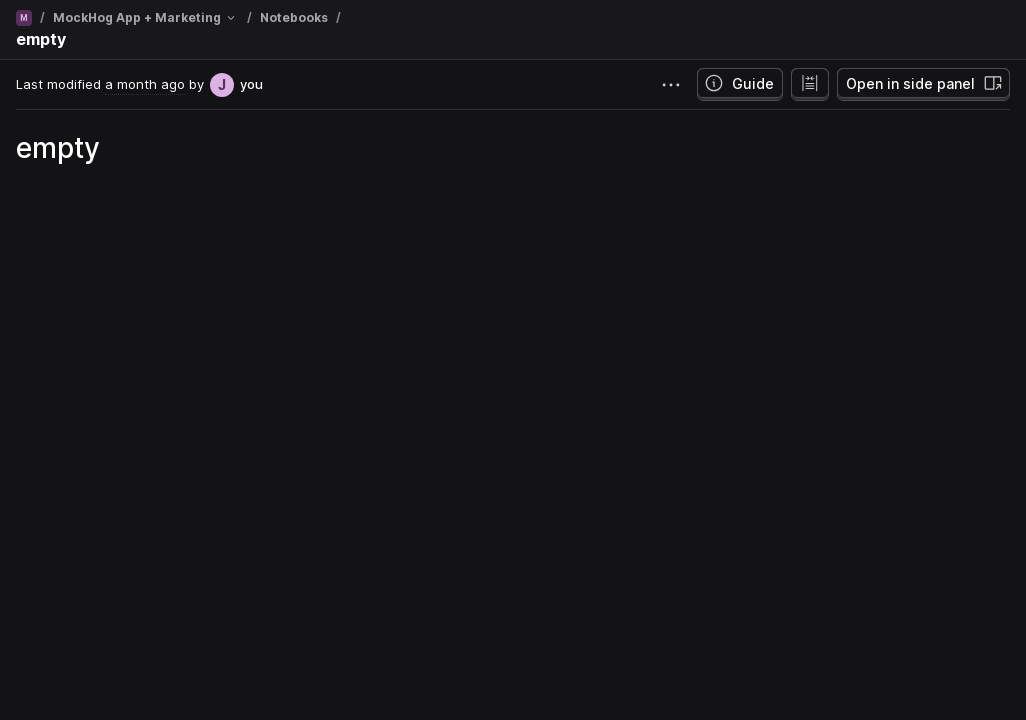 M / MockHog App + Marketing / Notebooks /
empty
Last modified a month ago by J you
Guide
Open in side panel
empty